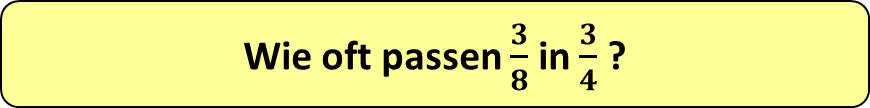 Wie oft passen 3/8 in 3/4 ?